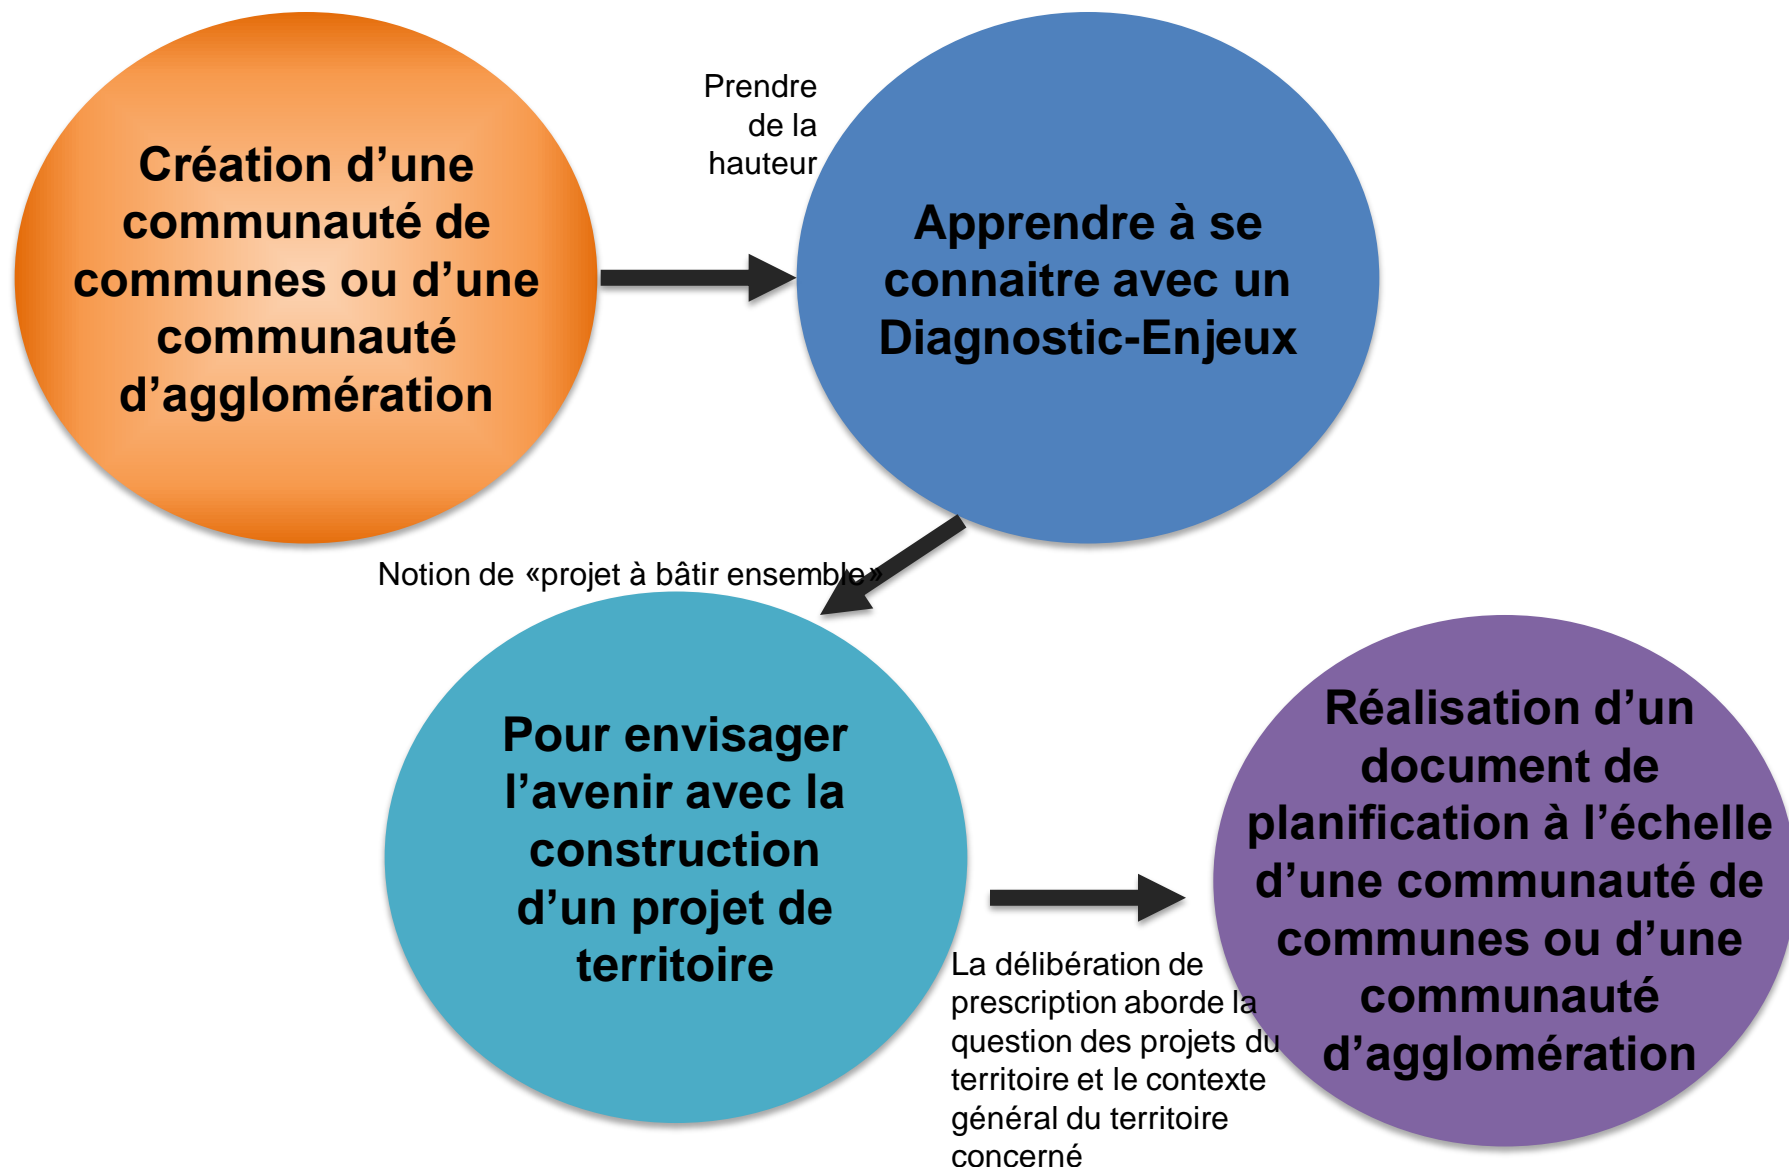 Création d’une
communauté de
communes ou d’une
communauté
d’agglomération
Prendre
de la
hauteur
Apprendre à se
connaitre avec un
Diagnostic-Enjeux
Notion de «projet à bâtir ensemble»
Pour envisager
l’avenir avec la
construction
d’un projet de
territoire
La délibération de
prescription aborde la
question des projets du
territoire et le contexte
général du territoire
concerné
Réalisation d’un
document de
planification à l’échelle
d’une communauté de
communes ou d’une
communauté
d’agglomération